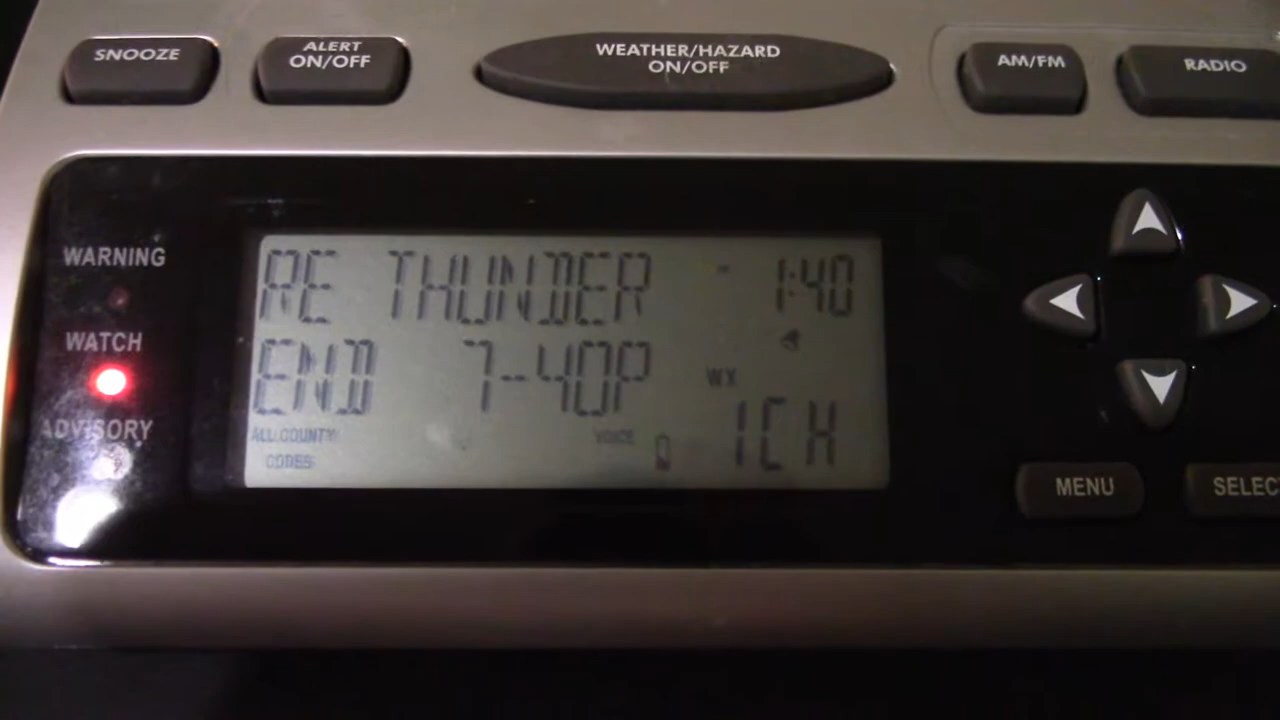 SNOOZE
ALERT
ON/OFF
WEATHER/HAZARD
ON/OFF
AM/FM
RADIO
WARNING
WATCH
ADVISORY
RE THUNDER 1:40
END 7-40P
WX
1CH
ALL COUNTY
CODES
VOICE
MENU
SELECT